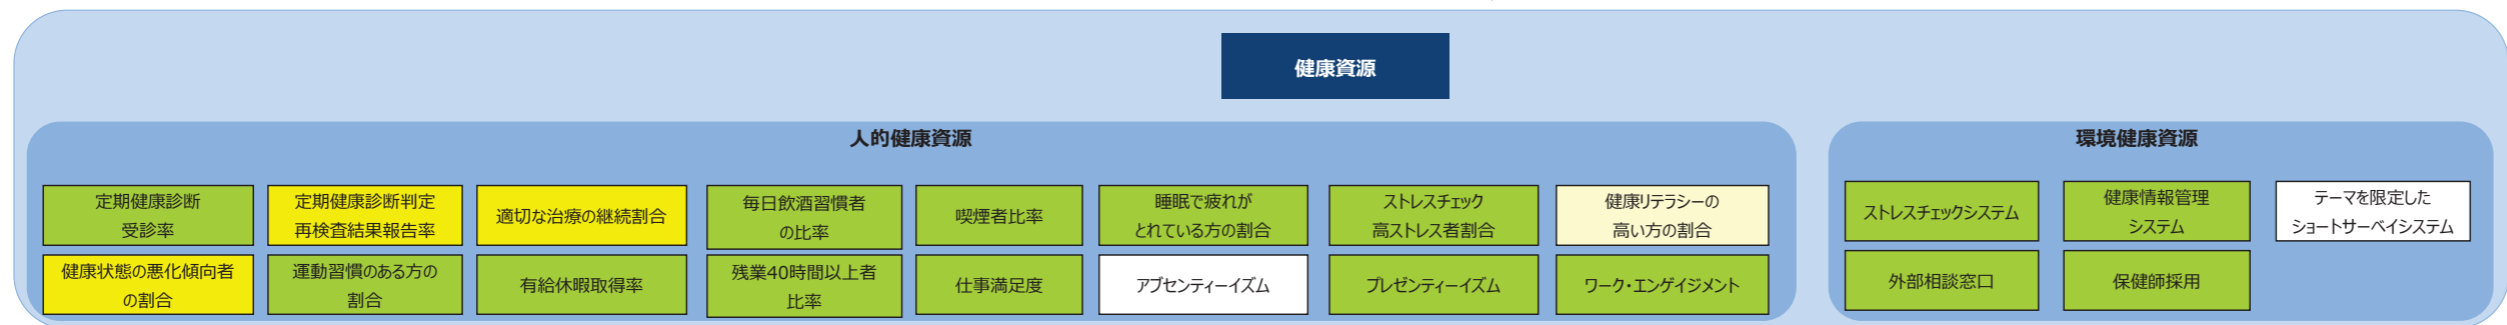 健康資源
人的健康資源
定期健康診断
受診率
定期健康診断判定
再検査結果報告率
適切な治療の継続割合
毎日飲酒習慣者
の比率
喫煙者比率
睡眠で疲れが
とれている方の割合
ストレスチェック
高ストレス者割合
健康リテラシーの
高い方の割合
健康状態の悪化傾向者
の割合
運動習慣のある方の
割合
有給休暇取得率
残業40時間以上者
比率
仕事満足度
アブセンティーイズム
プレゼンティーイズム
ワーク・エンゲイジメント
環境健康資源
ストレスチェックシステム
健康情報管理
システム
テーマを限定した
ショートサーベイシステム
外部相談窓口
保健師採用